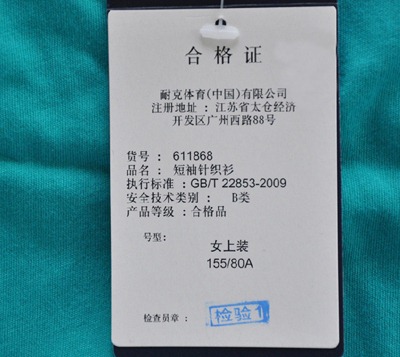 合格证
耐克体育(中国)有限公司
注册地址：江苏省太仓经济
开发区广州西路88号
货号：611868
品名：短袖针织衫
执行标准：GB/T 22853-2009
安全技术类别：B类
产品等级：合格品
号型：
女上装
155/80A
检查员章：检验1